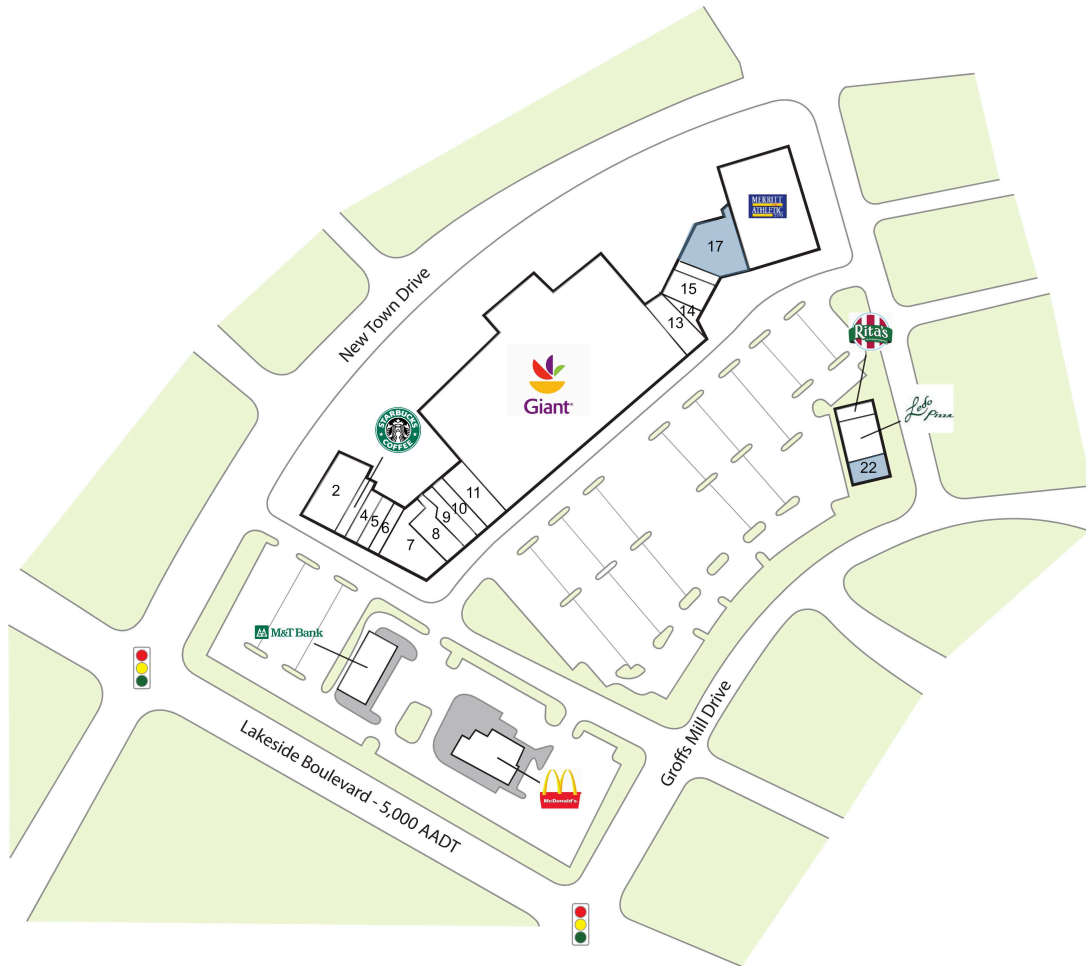 MERRITT
ATHLETIC
17
15
14
13
New Town Drive
Rita's
Ledo
Pizza
Giant
STARBUCKS
COFFEE
22
2
4
5
6
7
8
9
10
11
M&T Bank
Groffs Mill Drive
Lakeside Boulevard - 5,000 AADT
McDonald's